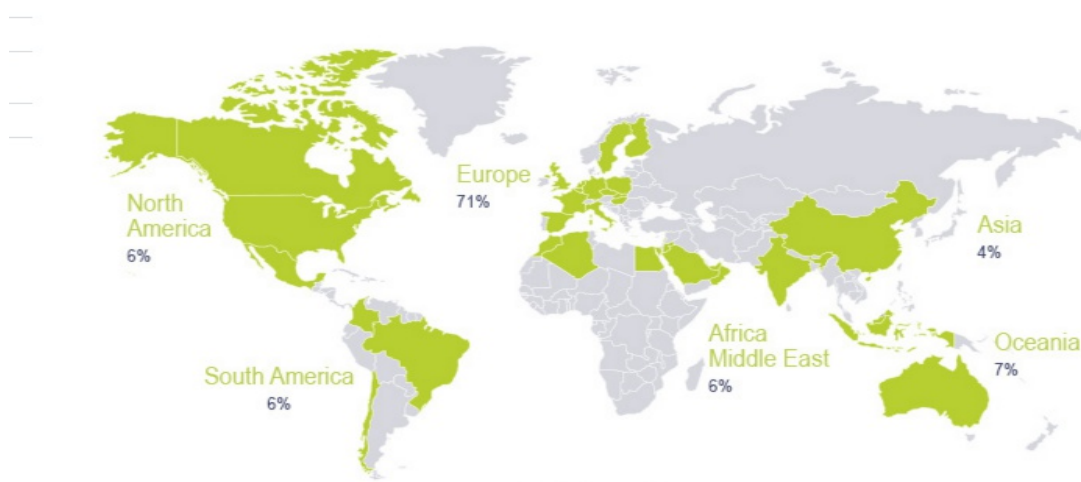 Europe
71%
North
America
6%
Asia
4%
Africa
Middle East
6%
Oceania
7%
South America
6%